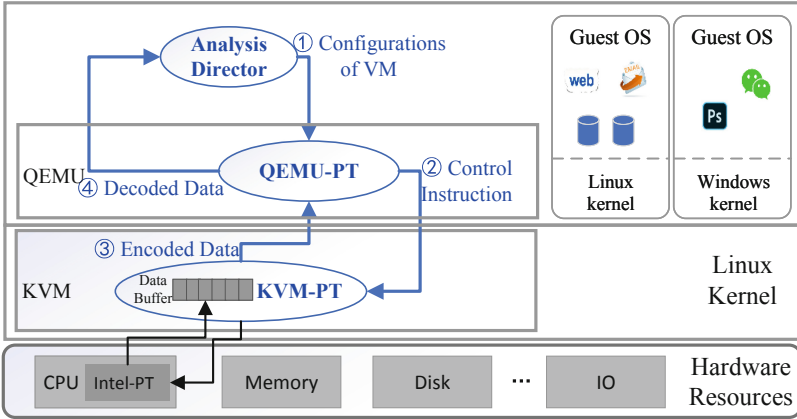 Analysis
Director
① Configurations
of VM
Guest OS
web
Guest OS
Ps
Linux
kernel
Windows
kernel
QEMU
QEMU-PT
② Control
Instruction
④ Decoded Data
③ Encoded Data
KVM
Data
Buffer
KVM-PT
Linux
Kernel
CPU
Intel-PT
Memory
Disk
...
IO
Hardware
Resources